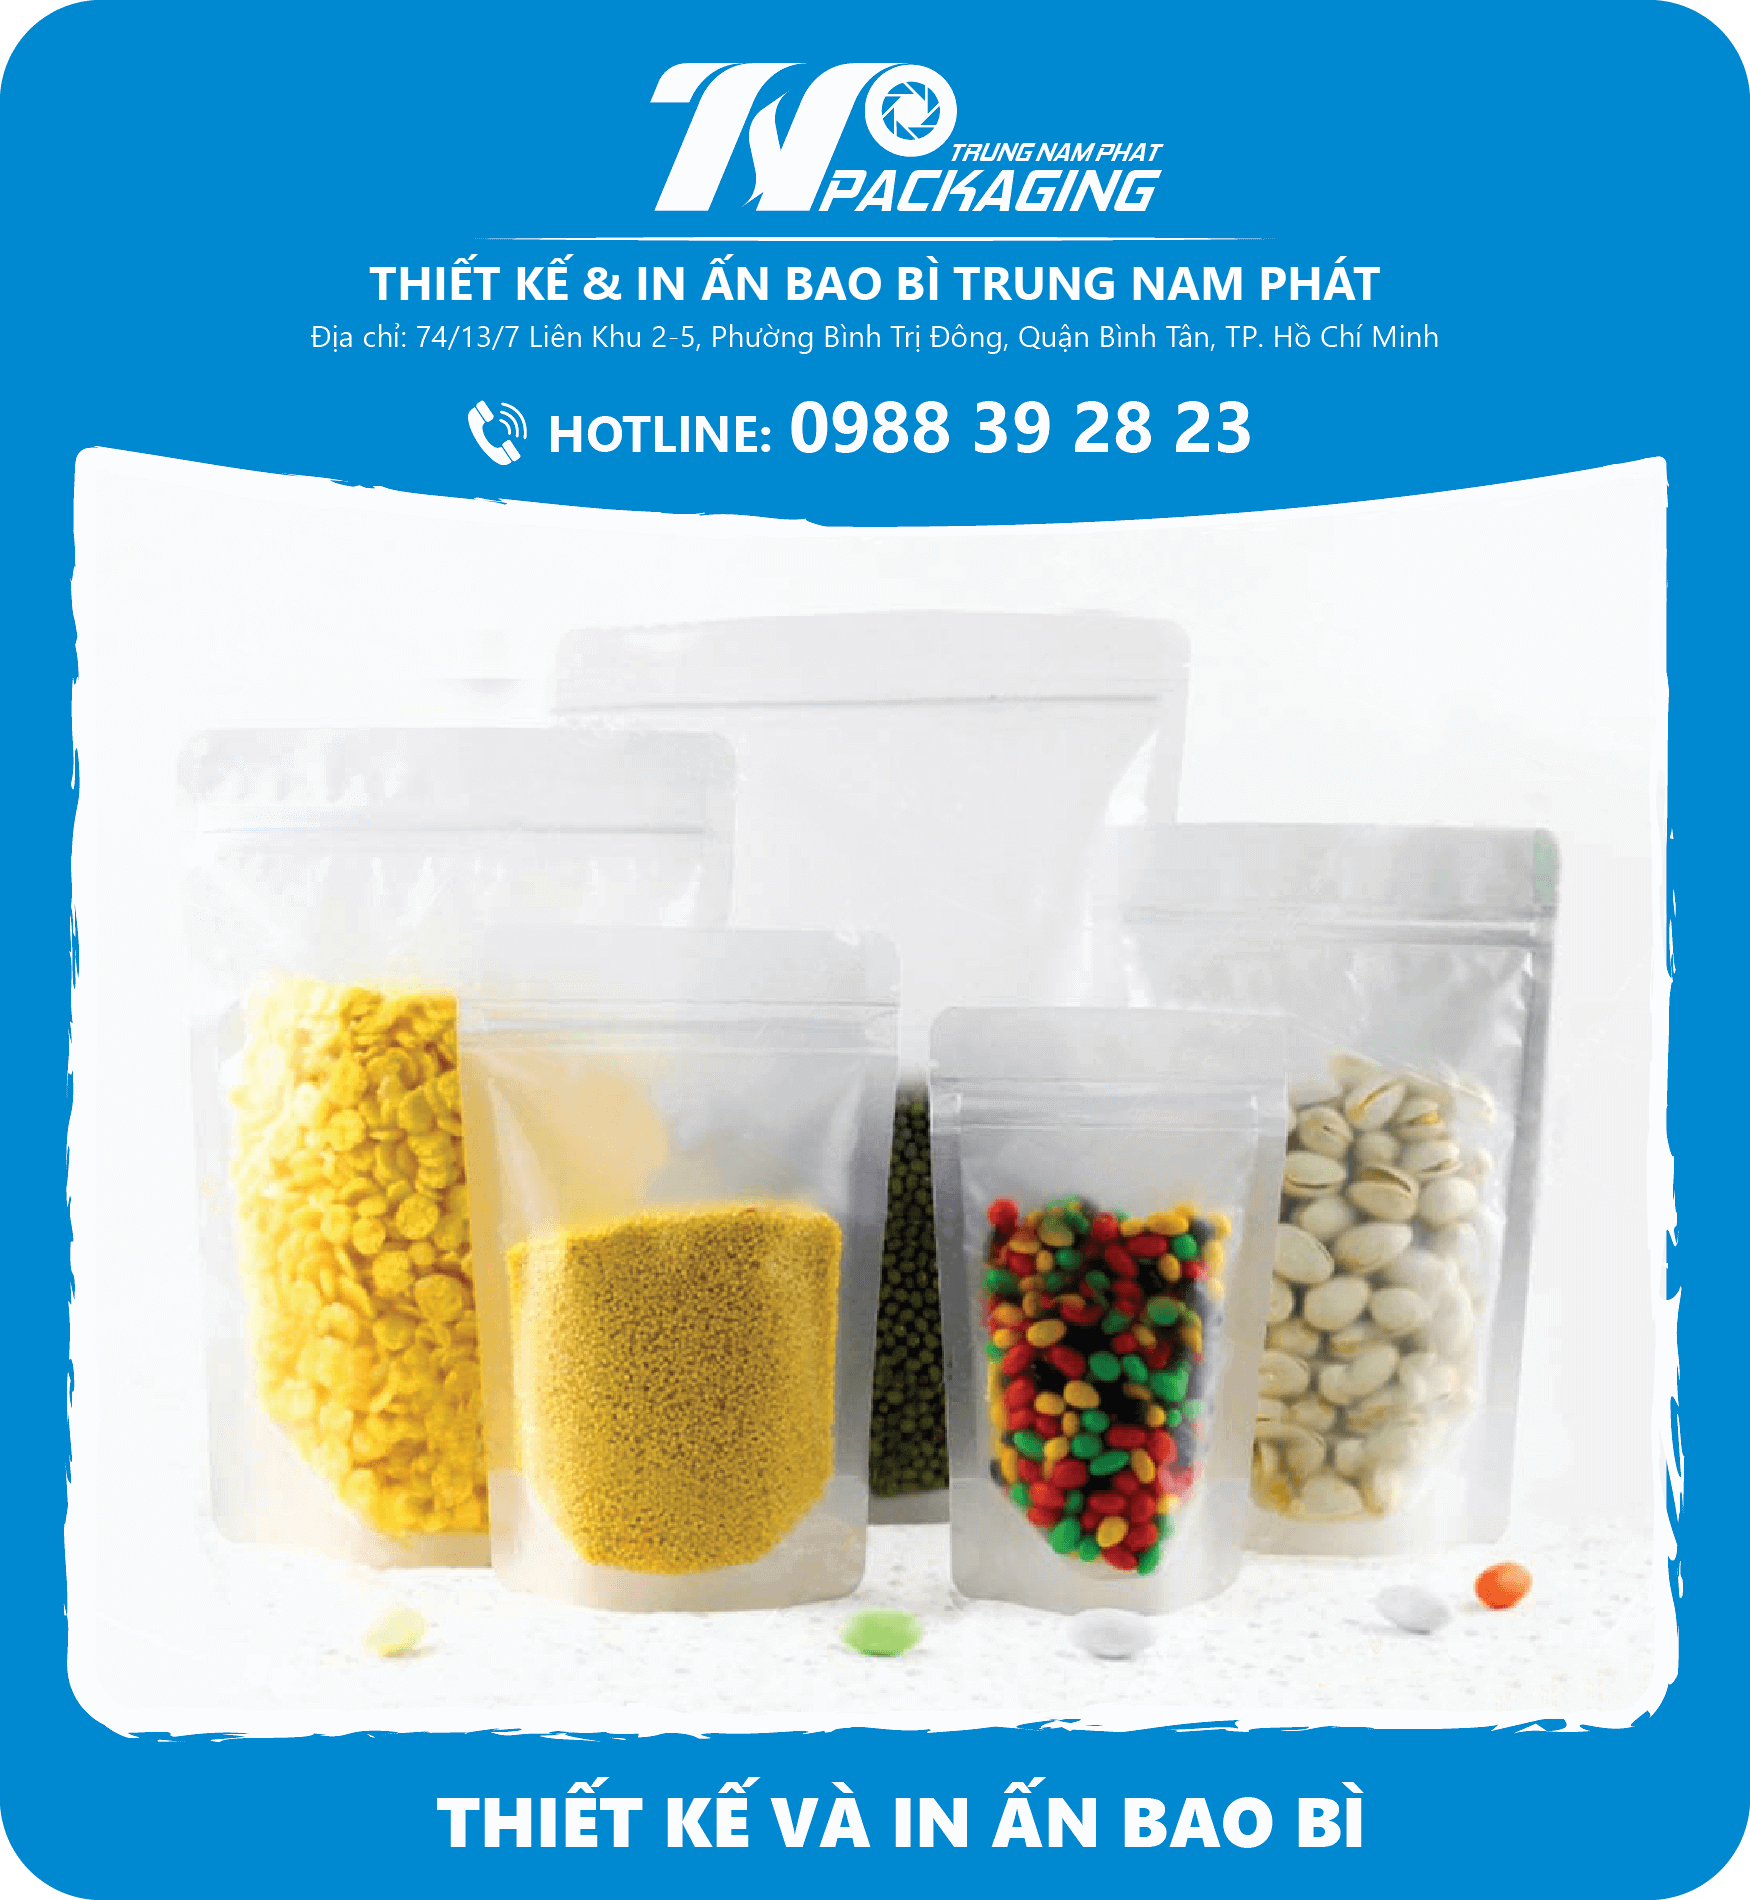 TRUNG NAM PHAT
PACKAGING
THIẾT KẾ & IN ẤN BAO BÌ TRUNG NAM PHÁT
Địa chỉ: 74/13/7 Liên Khu 2-5, Phường Bình Trị Đông, Quận Bình Tân, TP. Hồ Chí Minh
HOTLINE: 0988 39 28 23
THIẾT KẾ VÀ IN ẤN BAO BÌ